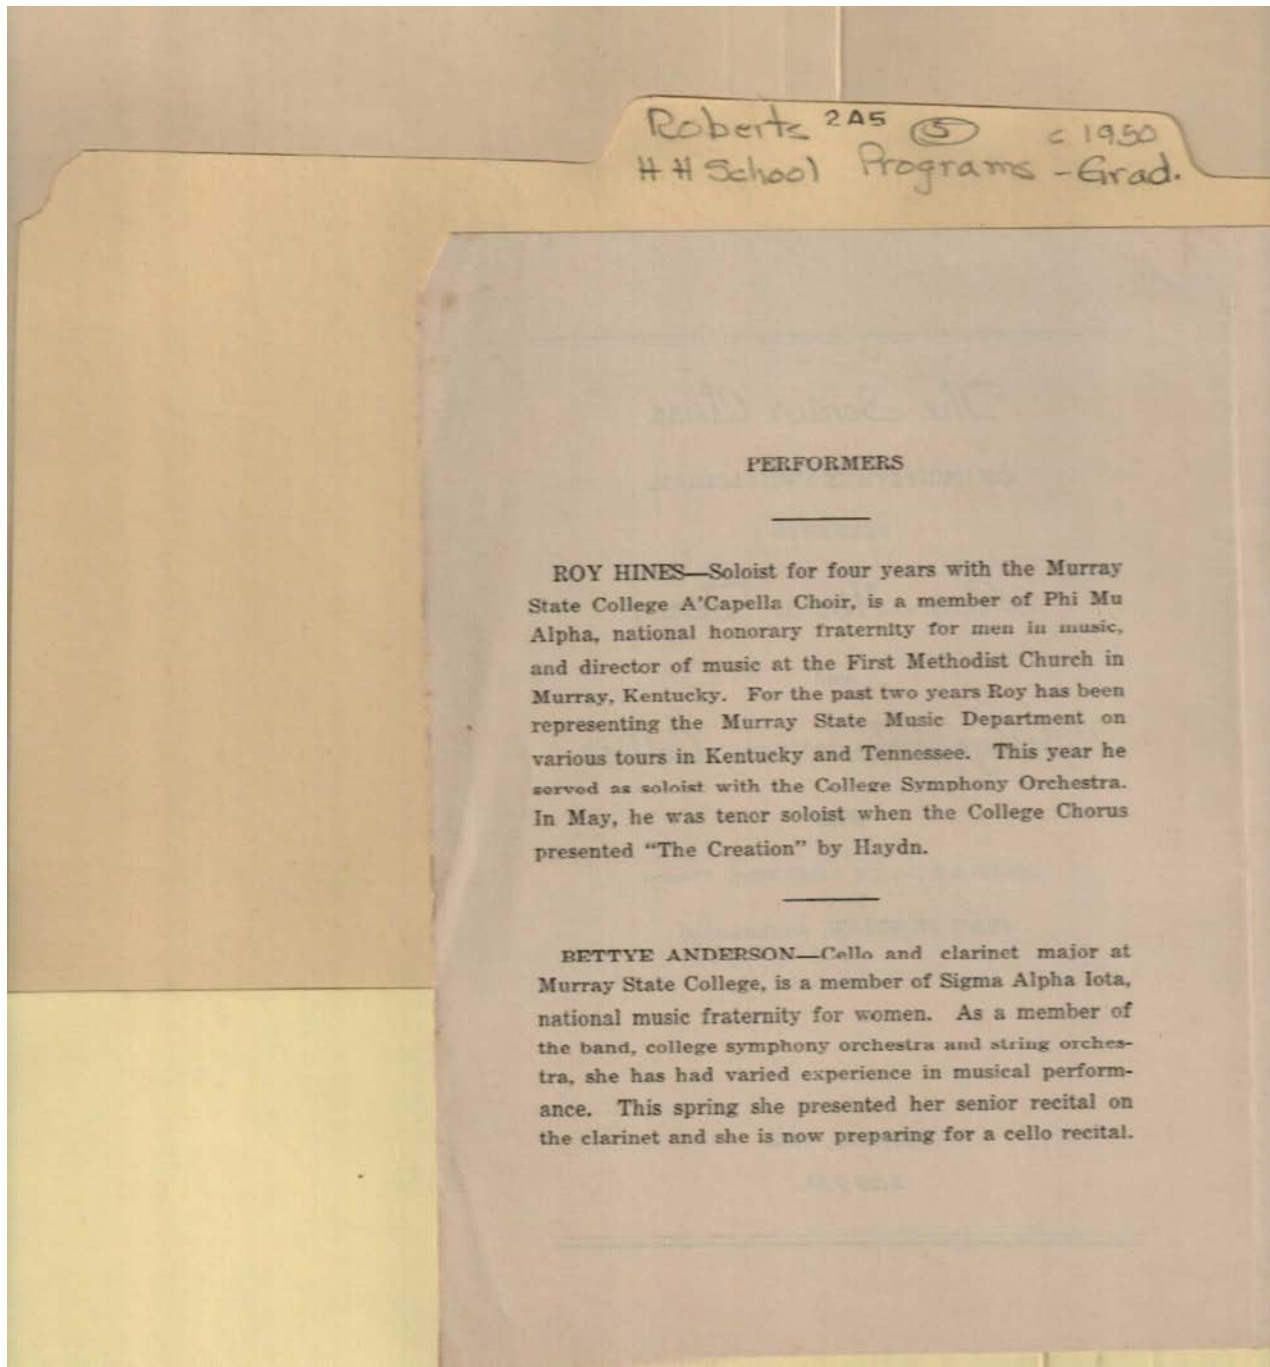 Roberts 2A5 5 c 1950
H H School Programs - Grad.
The Senior Class
PERFORMERS
ROY HINES—Soloist for four years with the Murray
State College A'Capella Choir, is a member of Phi Mu
Alpha, national honorary fraternity for men in music,
and director of music at the First Methodist Church in
Murray, Kentucky. For the past two years Roy has been
representing the Murray State Music Department on
various tours in Kentucky and Tennessee. This year he
served as soloist with the College Symphony Orchestra.
In May, he was tenor soloist when the College Chorus
presented "The Creation" by Haydn.
BETTYE ANDERSON—Cello and clarinet major at
Murray State College, is a member of Sigma Alpha Iota,
national music fraternity for women. As a member of
the band, college symphony orchestra and string orches-
tra, she has had varied experience in musical perform-
ance. This spring she presented her senior recital on
the clarinet and she is now preparing for a cello recital.